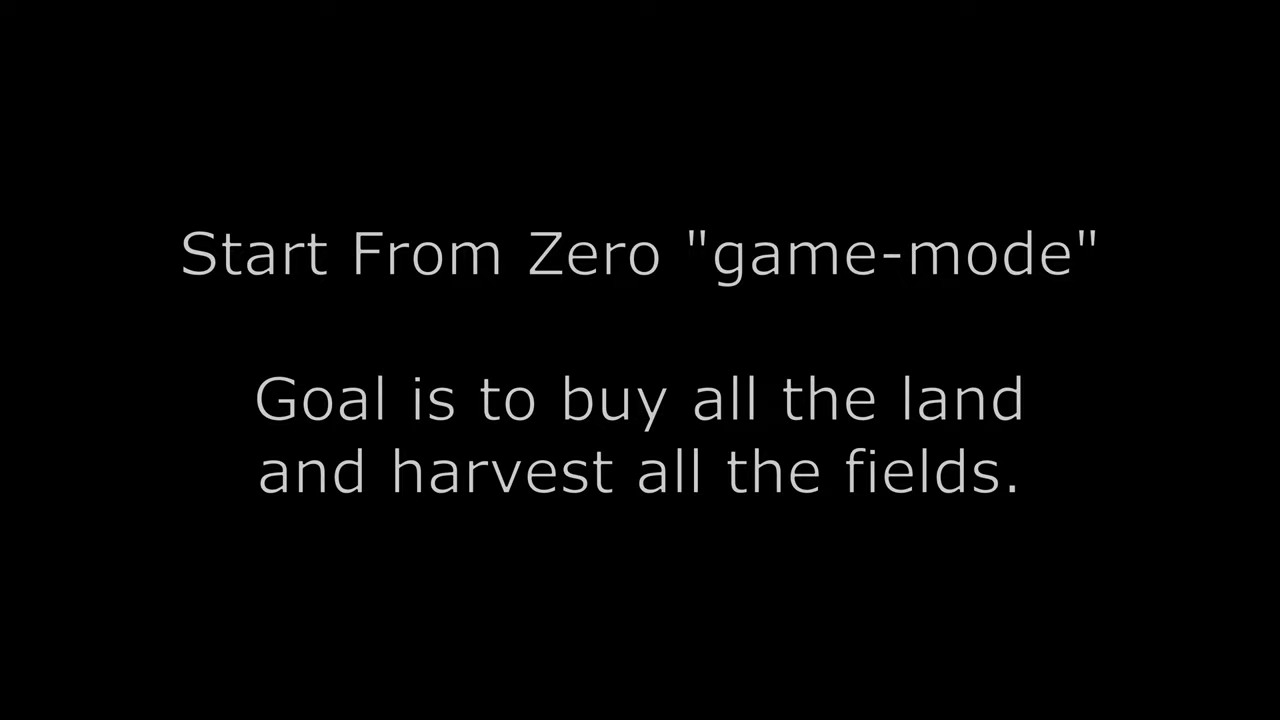 Start From Zero "game-mode"
Goal is to buy all the land
and harvest all the fields.